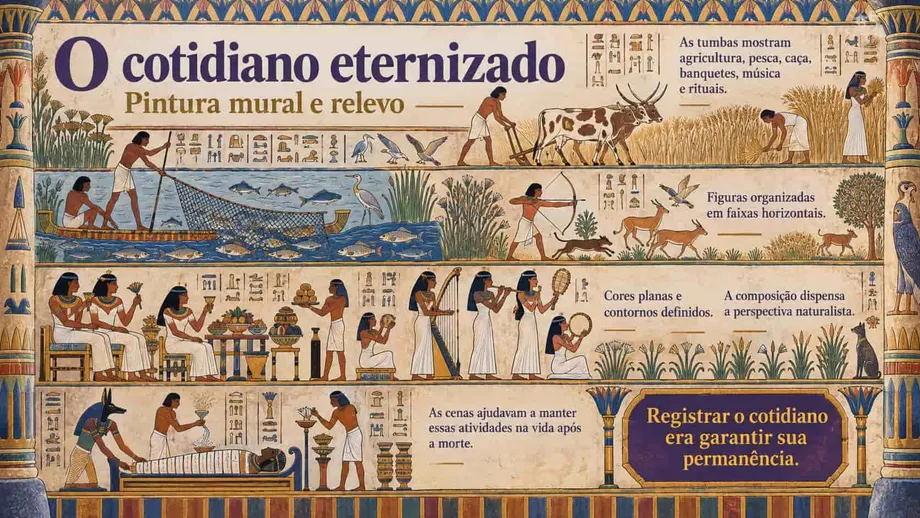 O cotidiano eternizado
Pintura mural e relevo
As tumbas mostram
agricultura, pesca, caça,
banquetes, música
e rituais.
Figuras organizadas
em faixas horizontais.
Cores planas e
contornos definidos.
A composição dispensa
a perspectiva naturalista.
As cenas ajudavam a manter
essas atividades na vida após
a morte.
Registrar o cotidiano
era garantir sua
permanência.